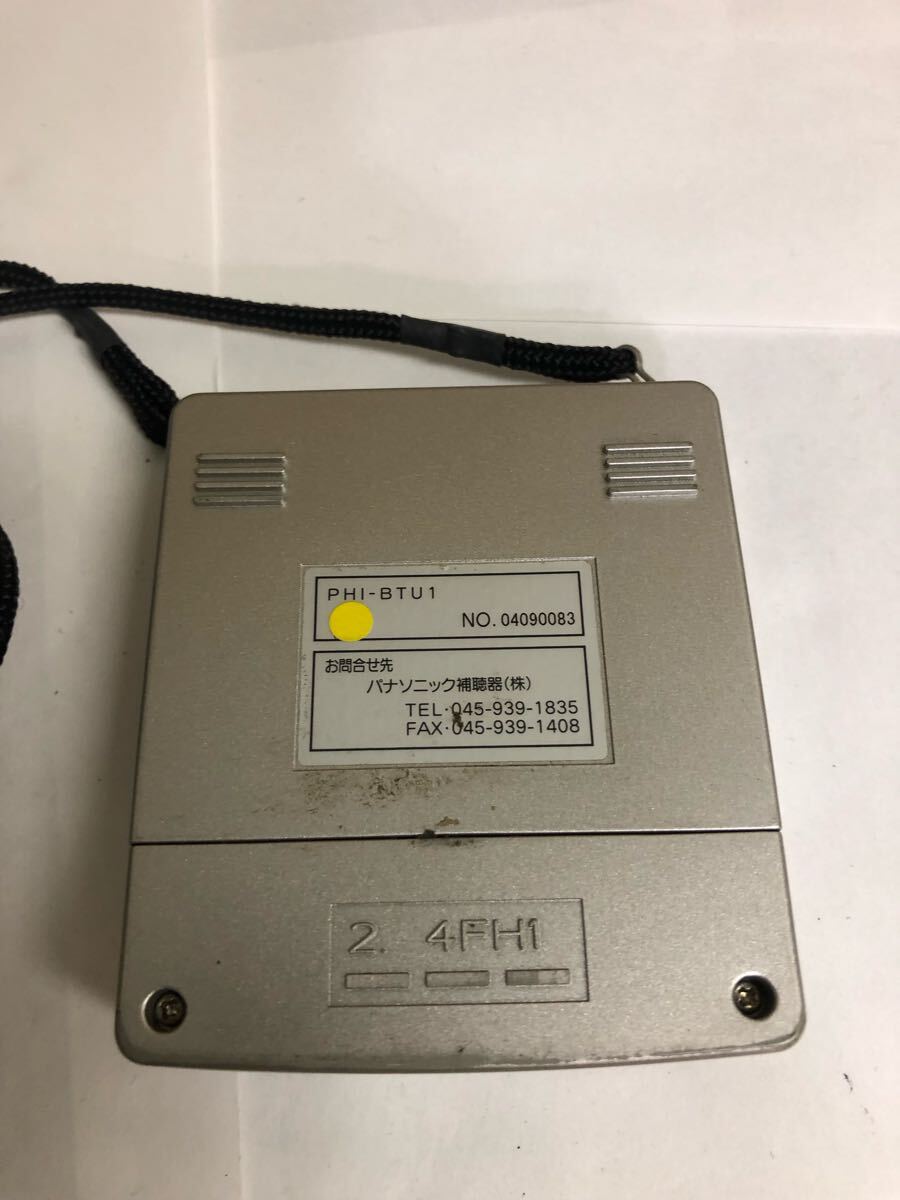 PHI-BTU1
NO. 04090083
お問合せ先
パナソニック補聴器(株)
TEL・045-939-1835
FAX・045-939-1408
2.4FH1